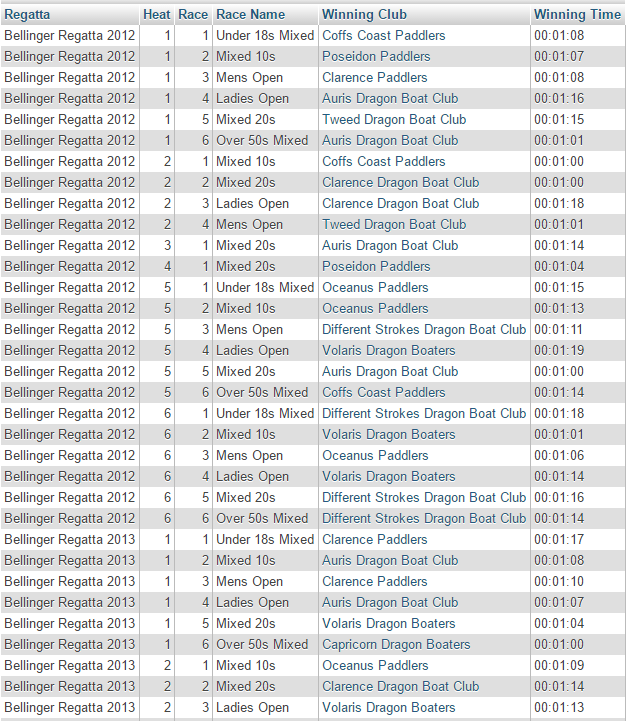 Regatta Heat Race Race Name Winning Club Winning Time
Bellinger Regatta 2012 1 1 Under 18s Mixed Coffs Coast Paddlers 00:01:08
Bellinger Regatta 2012 1 2 Mixed 10s Poseidon Paddlers 00:01:07
Bellinger Regatta 2012 1 3 Mens Open Clarence Paddlers 00:01:08
Bellinger Regatta 2012 1 4 Ladies Open Auris Dragon Boat Club 00:01:16
Bellinger Regatta 2012 1 5 Mixed 20s Tweed Dragon Boat Club 00:01:15
Bellinger Regatta 2012 1 6 Over 50s Mixed Auris Dragon Boat Club 00:01:01
Bellinger Regatta 2012 2 1 Mixed 10s Coffs Coast Paddlers 00:01:00
Bellinger Regatta 2012 2 2 Mixed 20s Clarence Dragon Boat Club 00:01:00
Bellinger Regatta 2012 2 3 Ladies Open Clarence Dragon Boat Club 00:01:18
Bellinger Regatta 2012 2 4 Mens Open Tweed Dragon Boat Club 00:01:01
Bellinger Regatta 2012 3 1 Mixed 20s Auris Dragon Boat Club 00:01:14
Bellinger Regatta 2012 4 1 Mixed 20s Poseidon Paddlers 00:01:04
Bellinger Regatta 2012 5 1 Under 18s Mixed Oceanus Paddlers 00:01:15
Bellinger Regatta 2012 5 2 Mixed 10s Oceanus Paddlers 00:01:13
Bellinger Regatta 2012 5 3 Mens Open Different Strokes Dragon Boat Club 00:01:11
Bellinger Regatta 2012 5 4 Ladies Open Volaris Dragon Boaters 00:01:19
Bellinger Regatta 2012 5 5 Mixed 20s Auris Dragon Boat Club 00:01:00
Bellinger Regatta 2012 5 6 Over 50s Mixed Coffs Coast Paddlers 00:01:14
Bellinger Regatta 2012 6 1 Under 18s Mixed Different Strokes Dragon Boat Club 00:01:18
Bellinger Regatta 2012 6 2 Mixed 10s Volaris Dragon Boaters 00:01:01
Bellinger Regatta 2012 6 3 Mens Open Oceanus Paddlers 00:01:06
Bellinger Regatta 2012 6 4 Ladies Open Volaris Dragon Boaters 00:01:14
Bellinger Regatta 2012 6 5 Mixed 20s Different Strokes Dragon Boat Club 00:01:16
Bellinger Regatta 2012 6 6 Over 50s Mixed Different Strokes Dragon Boat Club 00:01:14
Bellinger Regatta 2013 1 1 Under 18s Mixed Clarence Paddlers 00:01:17
Bellinger Regatta 2013 1 2 Mixed 10s Auris Dragon Boat Club 00:01:08
Bellinger Regatta 2013 1 3 Mens Open Clarence Paddlers 00:01:10
Bellinger Regatta 2013 1 4 Ladies Open Auris Dragon Boat Club 00:01:07
Bellinger Regatta 2013 1 5 Mixed 20s Volaris Dragon Boaters 00:01:04
Bellinger Regatta 2013 1 6 Over 50s Mixed Capricorn Dragon Boaters 00:01:00
Bellinger Regatta 2013 2 1 Mixed 10s Oceanus Paddlers 00:01:09
Bellinger Regatta 2013 2 2 Mixed 20s Clarence Dragon Boat Club 00:01:14
Bellinger Regatta 2013 2 3 Ladies Open Volaris Dragon Boaters 00:01:13